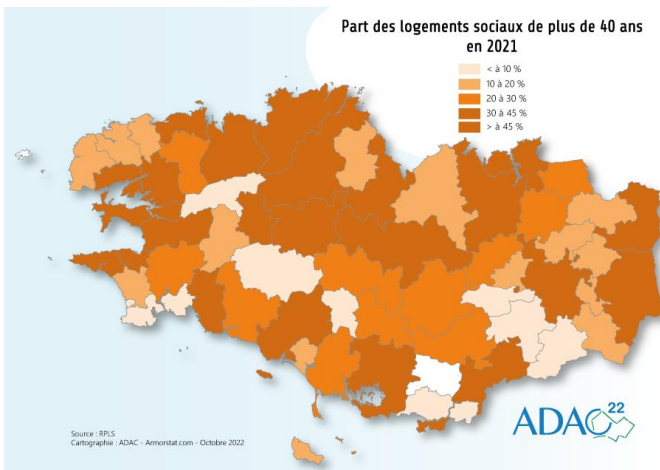 Part des logements sociaux de plus de 40 ans
en 2021
< à 10 %
10 à 20 %
20 à 30 %
30 à 45 %
> à 45 %
Source : RPLS
Cartographie : ADAC - Armorstat.com - Octobre 2022
ADAC 22